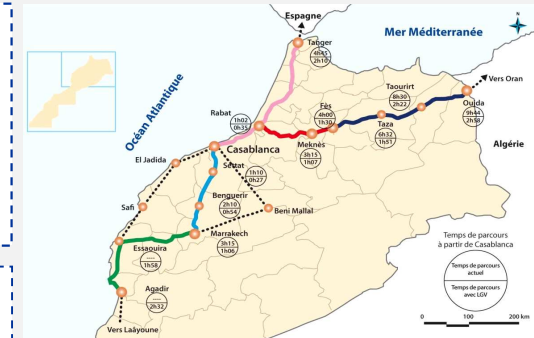 Espagne
N
Mer Méditerranée
Tanger
4h45
2h10
Vers Oran
Océan Atlantique
Taourirt
8h30
2h22
Oujda
9h44
2h58
Rabat
1h02
0h35
Fès
4h00
1h30
Taza
6h32
1h51
Meknès
3h15
1h07
Algérie
Casablanca
El Jadida
Settat
1h10
0h27
Safi
Benguerir
2h10
0h54
Beni Mallal
Marrakech
3h15
1h06
Essaouira
---
1h58
Agadir
---
2h32
Vers Laâyoune
Temps de parcours
à partir de Casablanca
Temps de parcours
actuel
Temps de parcours
avec LGV
0 100 200 km